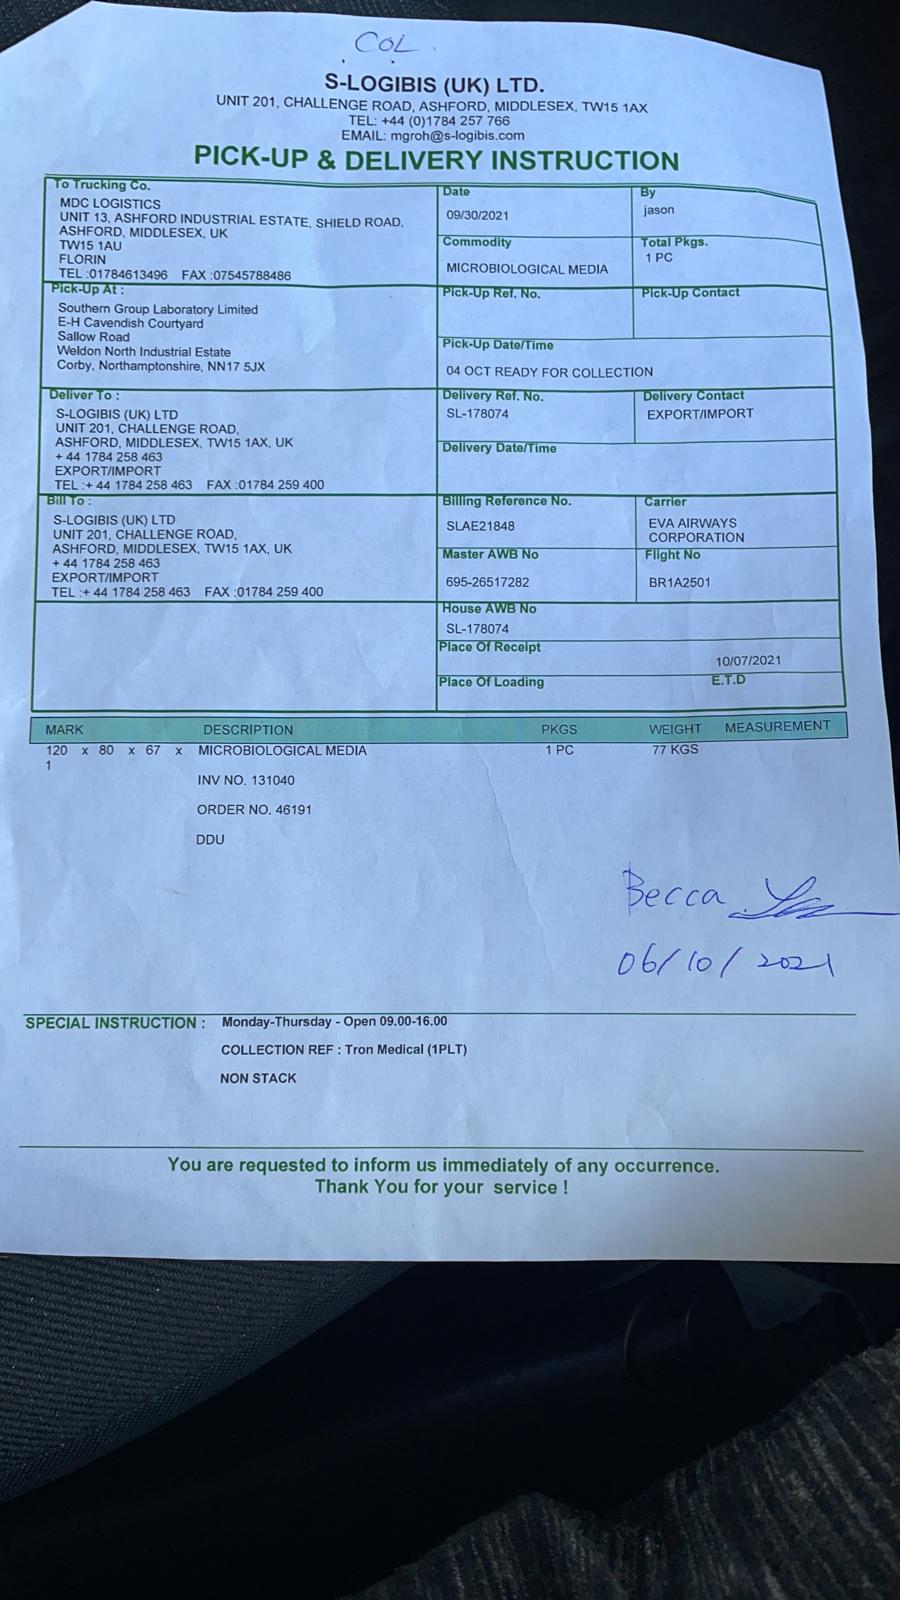 COL.
S-LOGIBIS (UK) LTD.
UNIT 201, CHALLENGE ROAD, ASHFORD, MIDDLESEX, TW15 1AX
TEL: +44 (0)1784 257 766
EMAIL: mgroh@s-logibis.com
PICK-UP & DELIVERY INSTRUCTION
To Trucking Co.
MDC LOGISTICS
UNIT 13, ASHFORD INDUSTRIAL ESTATE, SHIELD ROAD,
ASHFORD, MIDDLESEX, UK
TW15 1AU
FLORIN
TEL :01784613496 FAX :07545788486
Date
09/30/2021
By
jason
Commodity
MICROBIOLOGICAL MEDIA
Total Pkgs.
1 PC
Pick-Up At :
Southern Group Laboratory Limited
E-H Cavendish Courtyard
Sallow Road
Weldon North Industrial Estate
Corby, Northamptonshire, NN17 5JX
Pick-Up Ref. No.
Pick-Up Contact
Pick-Up Date/Time
04 OCT READY FOR COLLECTION
Deliver To :
S-LOGIBIS (UK) LTD
UNIT 201, CHALLENGE ROAD,
ASHFORD, MIDDLESEX, TW15 1AX, UK
+ 44 1784 258 463
EXPORT/IMPORT
TEL :+ 44 1784 258 463 FAX :01784 259 400
Delivery Ref. No.
SL-178074
Delivery Contact
EXPORT/IMPORT
Delivery Date/Time
Bill To :
S-LOGIBIS (UK) LTD
UNIT 201, CHALLENGE ROAD,
ASHFORD, MIDDLESEX, TW15 1AX, UK
+ 44 1784 258 463
EXPORT/IMPORT
TEL :+ 44 1784 258 463 FAX :01784 259 400
Billing Reference No.
SLAE21848
Carrier
EVA AIRWAYS
CORPORATION
Master AWB No
695-26517282
Flight No
BR1A2501
House AWB No
SL-178074
Place Of Receipt
10/07/2021
Place Of Loading
E.T.D
MARK DESCRIPTION PKGS WEIGHT MEASUREMENT
120 x 80 x 67 x MICROBIOLOGICAL MEDIA 1 PC 77 KGS
1
INV NO. 131040
ORDER NO. 46191
DDU
Becca
06/10/2021
SPECIAL INSTRUCTION : Monday-Thursday - Open 09.00-16.00
COLLECTION REF : Tron Medical (1PLT)
NON STACK
You are requested to inform us immediately of any occurrence.
Thank You for your service !